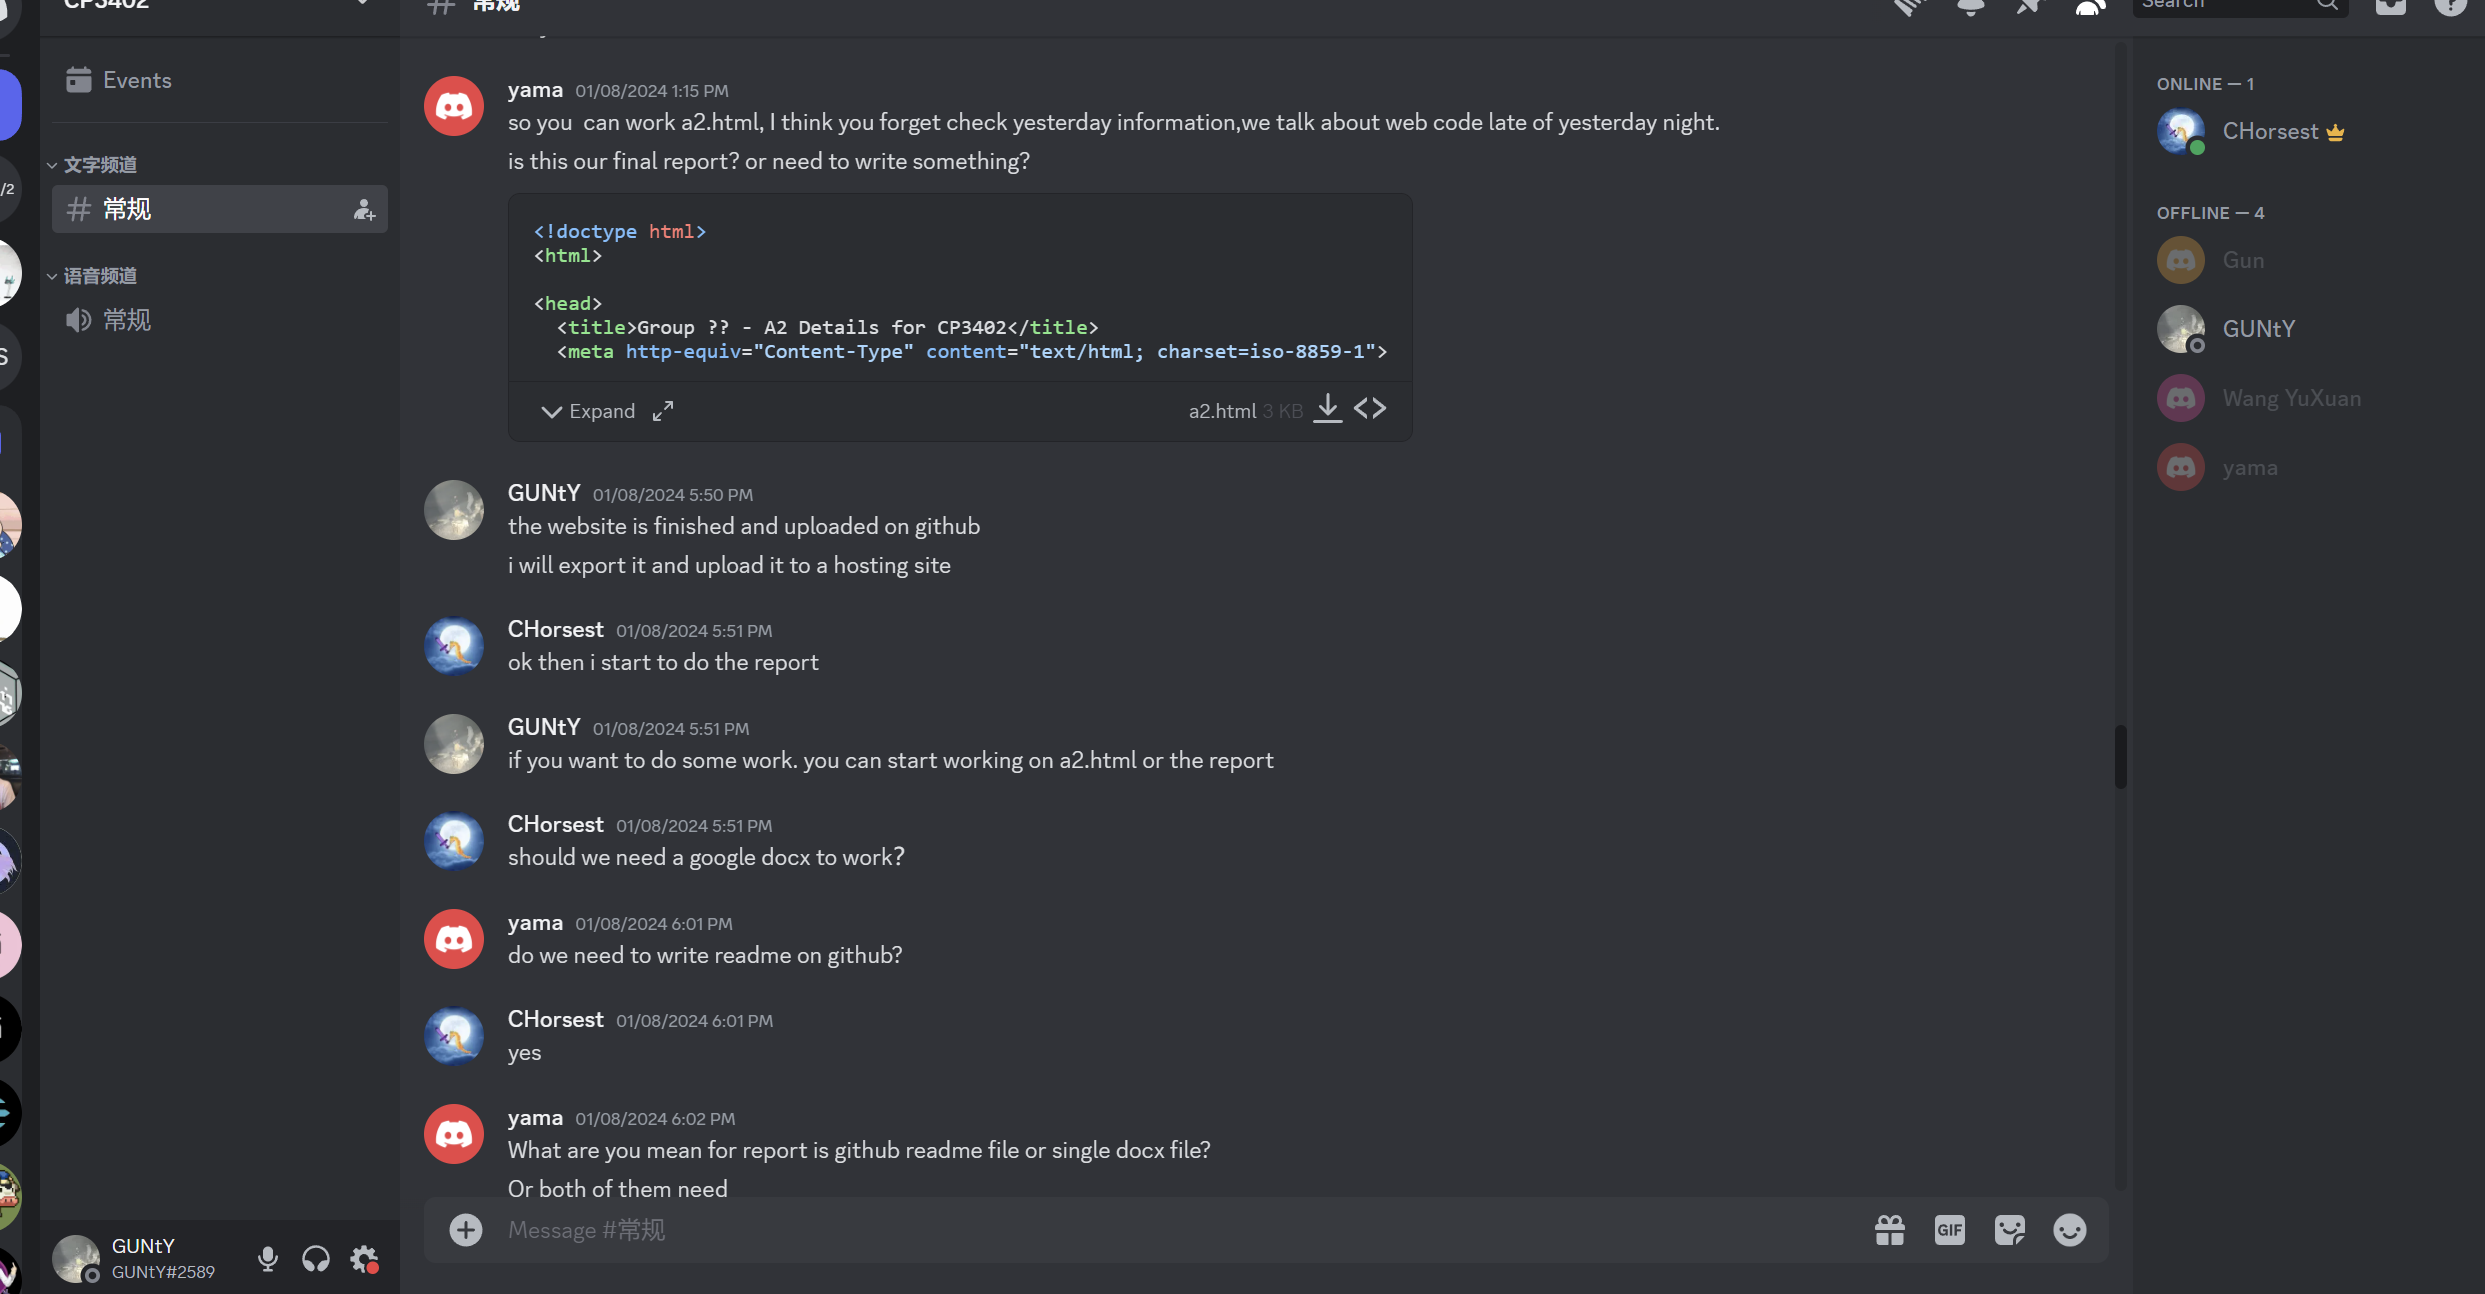 CP3402
Events
文字频道
常规
语音频道
常规
GUNtY
GUNtY#2589
常规
Search
yama 01/08/2024 1:15 PM
so you can work a2.html, I think you forget check yesterday information,we talk about web code late of yesterday night.
is this our final report? or need to write something?
<!doctype html>
<html>
<head>
<title>Group ?? - A2 Details for CP3402</title>
<meta http-equiv="Content-Type" content="text/html; charset=iso-8859-1">
Expand a2.html 3 KB
GUNtY 01/08/2024 5:50 PM
the website is finished and uploaded on github
i will export it and upload it to a hosting site
CHorsest 01/08/2024 5:51 PM
ok then i start to do the report
GUNtY 01/08/2024 5:51 PM
if you want to do some work. you can start working on a2.html or the report
CHorsest 01/08/2024 5:51 PM
should we need a google docx to work?
yama 01/08/2024 6:01 PM
do we need to write readme on github?
CHorsest 01/08/2024 6:01 PM
yes
yama 01/08/2024 6:02 PM
What are you mean for report is github readme file or single docx file?
Or both of them need
Message #常规
GIF
ONLINE — 1
CHorsest
OFFLINE — 4
Gun
GUNtY
Wang YuXuan
yama